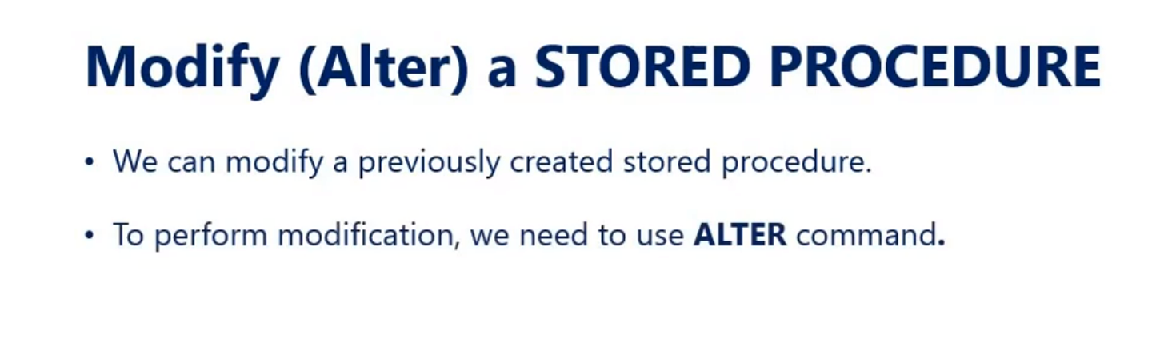 Modify (Alter) a STORED PROCEDURE
• We can modify a previously created stored procedure.
• To perform modification, we need to use ALTER command.